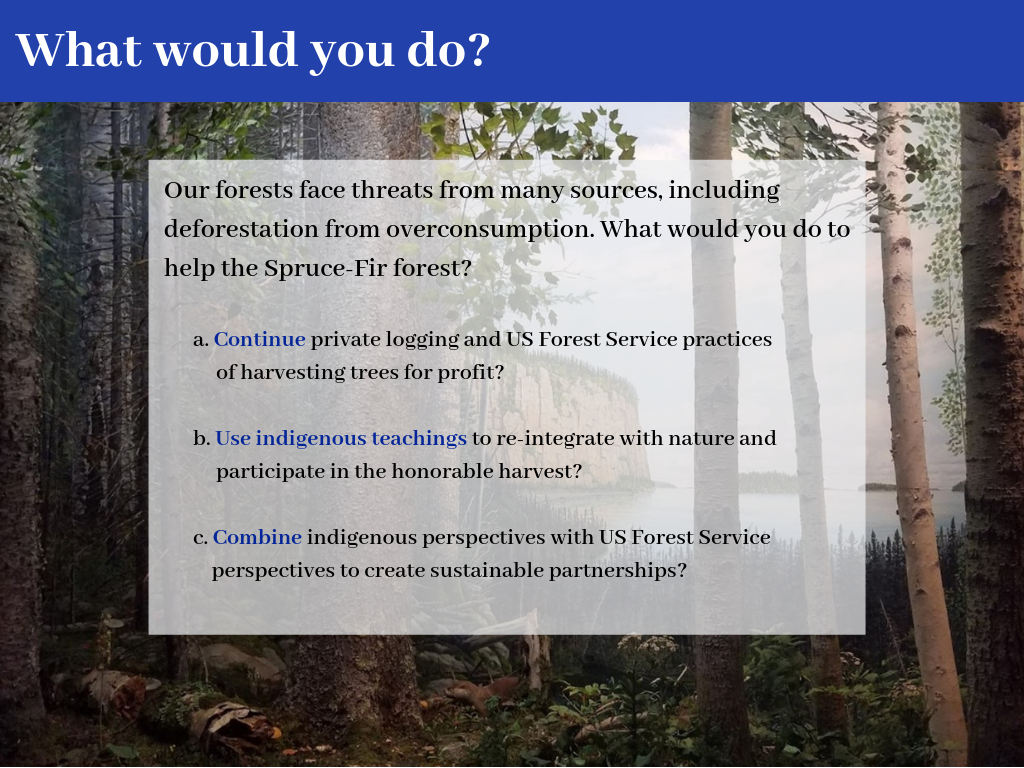 What would you do?
Our forests face threats from many sources, including
deforestation from overconsumption. What would you do to
help the Spruce-Fir forest?
a. Continue private logging and US Forest Service practices
of harvesting trees for profit?
b. Use indigenous teachings to re-integrate with nature and
participate in the honorable harvest?
c. Combine indigenous perspectives with US Forest Service
perspectives to create sustainable partnerships?